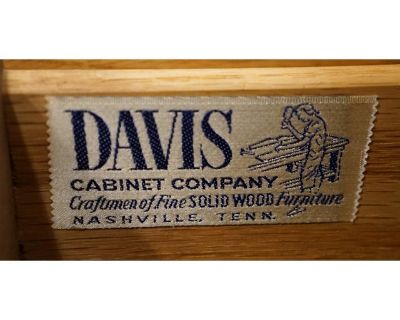 DAVIS
CABINET COMPANY
Craftsmen of Fine SOLID WOOD Furniture
NASHVILLE, TENN.